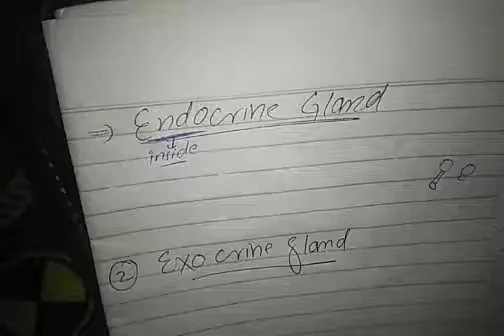 ⇒ Endocrine Gland
↓
inside
② Exocrine gland